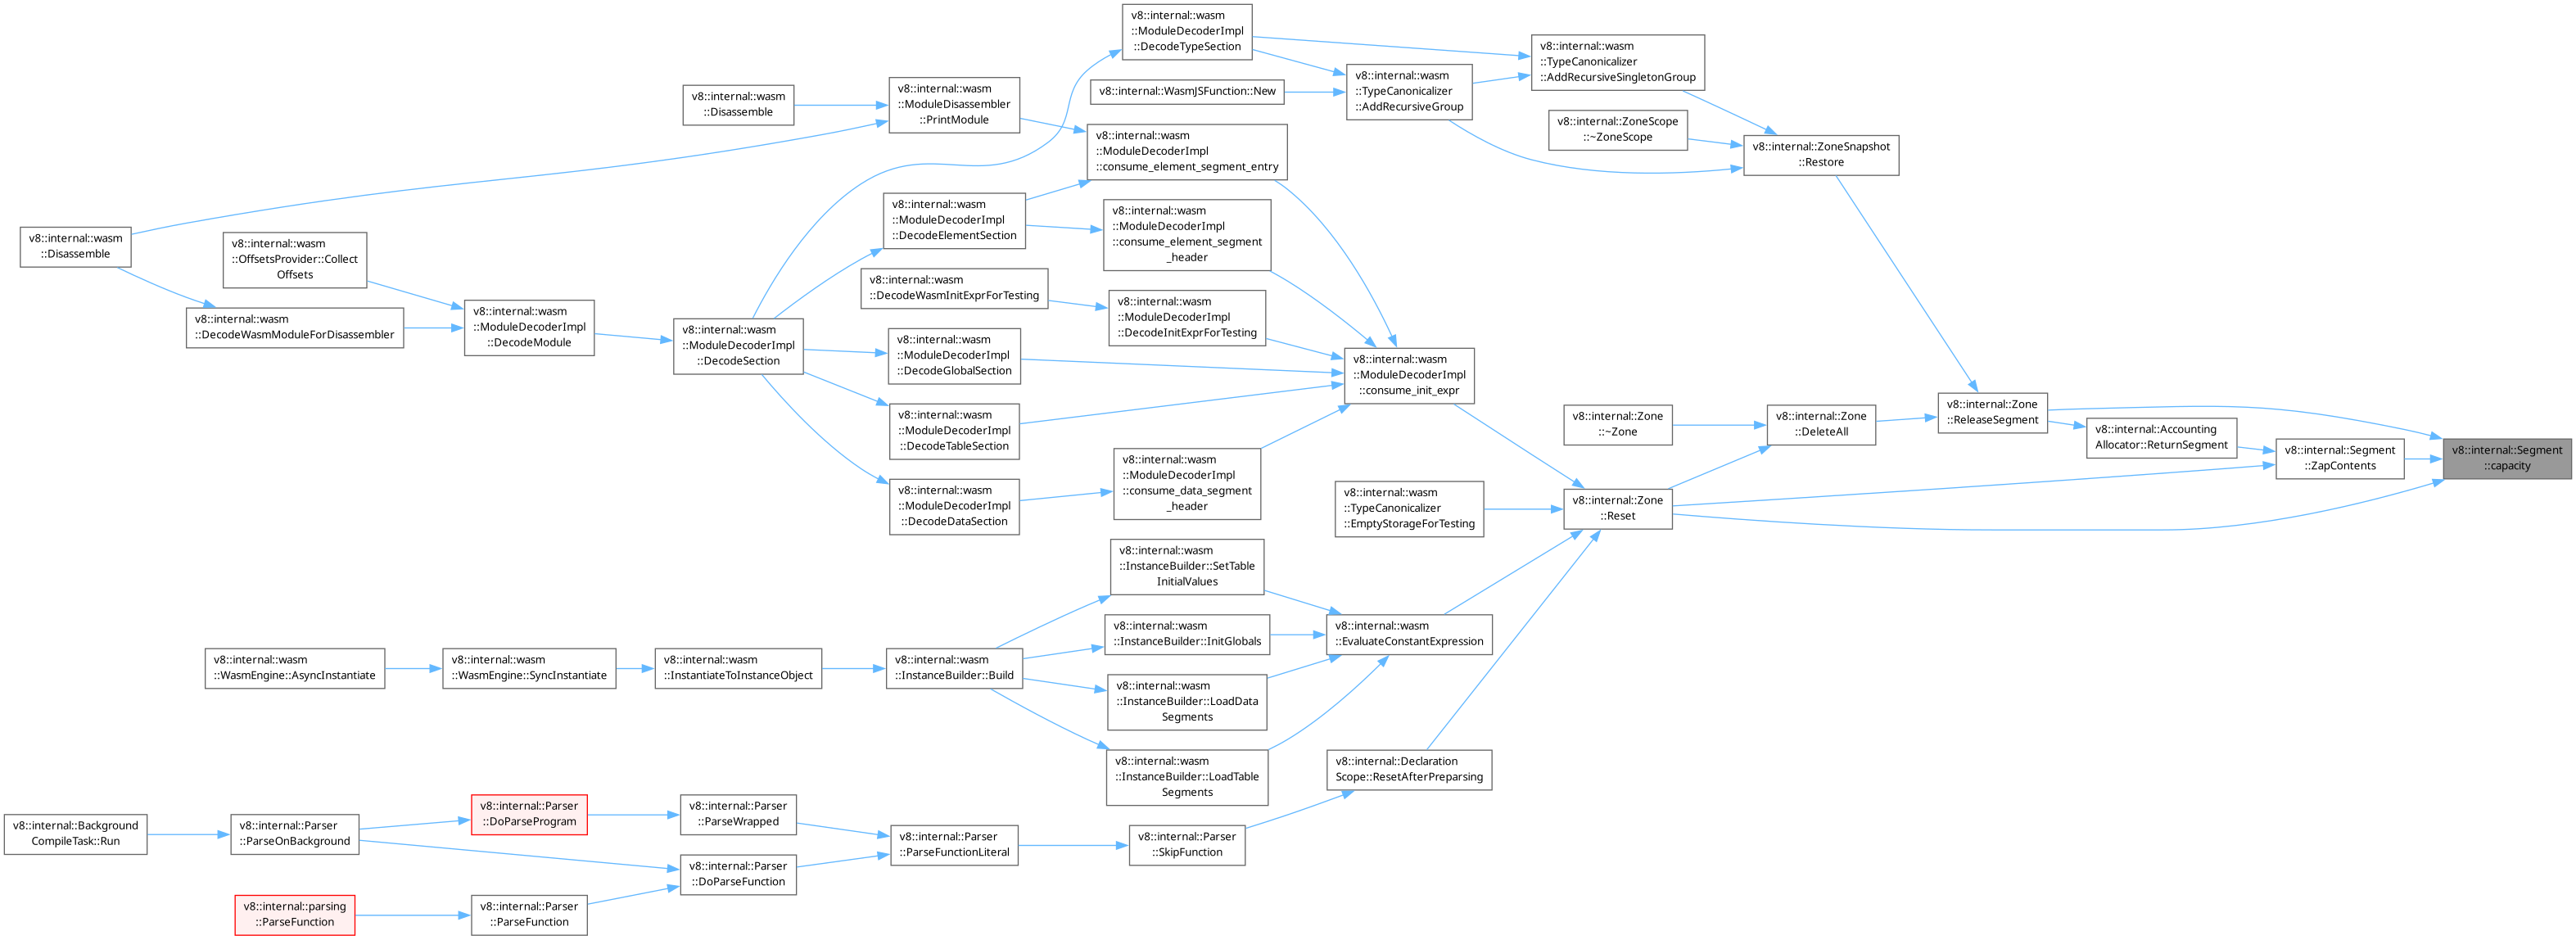 v8::internal::wasm
::ModuleDecoderImpl
::DecodeTypeSection
v8::internal::wasm
::TypeCanonicalizer
::AddRecursiveSingletonGroup
v8::internal::wasm
::TypeCanonicalizer
::AddRecursiveGroup
v8::internal::WasmJSFunction::New
v8::internal::wasm
::ModuleDisassembler
::PrintModule
v8::internal::wasm
::Disassemble
v8::internal::ZoneScope
::~ZoneScope
v8::internal::wasm
::ModuleDecoderImpl
::consume_element_segment_entry
v8::internal::ZoneSnapshot
::Restore
v8::internal::wasm
::ModuleDecoderImpl
::DecodeElementSection
v8::internal::wasm
::ModuleDecoderImpl
::consume_element_segment
_header
v8::internal::wasm
::Disassemble
v8::internal::wasm
::OffsetsProvider::Collect
Offsets
v8::internal::wasm
::DecodeWasmInitExprForTesting
v8::internal::wasm
::ModuleDecoderImpl
::DecodeInitExprForTesting
v8::internal::wasm
::DecodeWasmModuleForDisassembler
v8::internal::wasm
::ModuleDecoderImpl
::DecodeModule
v8::internal::wasm
::ModuleDecoderImpl
::DecodeSection
v8::internal::wasm
::ModuleDecoderImpl
::DecodeGlobalSection
v8::internal::wasm
::ModuleDecoderImpl
::consume_init_expr
v8::internal::wasm
::ModuleDecoderImpl
::DecodeTableSection
v8::internal::Zone
::~Zone
v8::internal::Zone
::DeleteAll
v8::internal::Zone
::ReleaseSegment
v8::internal::Accounting
Allocator::ReturnSegment
v8::internal::Segment
::ZapContents
v8::internal::Segment
::capacity
v8::internal::wasm
::ModuleDecoderImpl
::consume_data_segment
_header
v8::internal::wasm
::ModuleDecoderImpl
::DecodeDataSection
v8::internal::wasm
::TypeCanonicalizer
::EmptyStorageForTesting
v8::internal::Zone
::Reset
v8::internal::wasm
::InstanceBuilder::SetTable
InitialValues
v8::internal::wasm
::InstanceBuilder::InitGlobals
v8::internal::wasm
::EvaluateConstantExpression
v8::internal::wasm
::WasmEngine::AsyncInstantiate
v8::internal::wasm
::WasmEngine::SyncInstantiate
v8::internal::wasm
::InstantiateToInstanceObject
v8::internal::wasm
::InstanceBuilder::Build
v8::internal::wasm
::InstanceBuilder::LoadData
Segments
v8::internal::wasm
::InstanceBuilder::LoadTable
Segments
v8::internal::Declaration
Scope::ResetAfterPreparsing
v8::internal::Background
CompileTask::Run
v8::internal::Parser
::ParseOnBackground
v8::internal::Parser
::DoParseProgram
v8::internal::Parser
::ParseWrapped
v8::internal::Parser
::ParseFunctionLiteral
v8::internal::Parser
::SkipFunction
v8::internal::Parser
::DoParseFunction
v8::internal::parsing
::ParseFunction
v8::internal::Parser
::ParseFunction